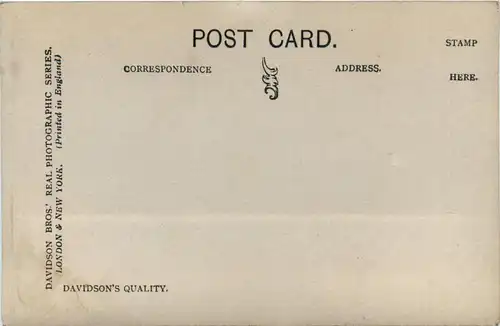 POST CARD.
STAMP
HERE.
CORRESPONDENCE
ADDRESS.
DAVIDSON BROS.' REAL PHOTOGRAPHIC SERIES.
LONDON & NEW YORK. (Printed in England)
DAVIDSON'S QUALITY.